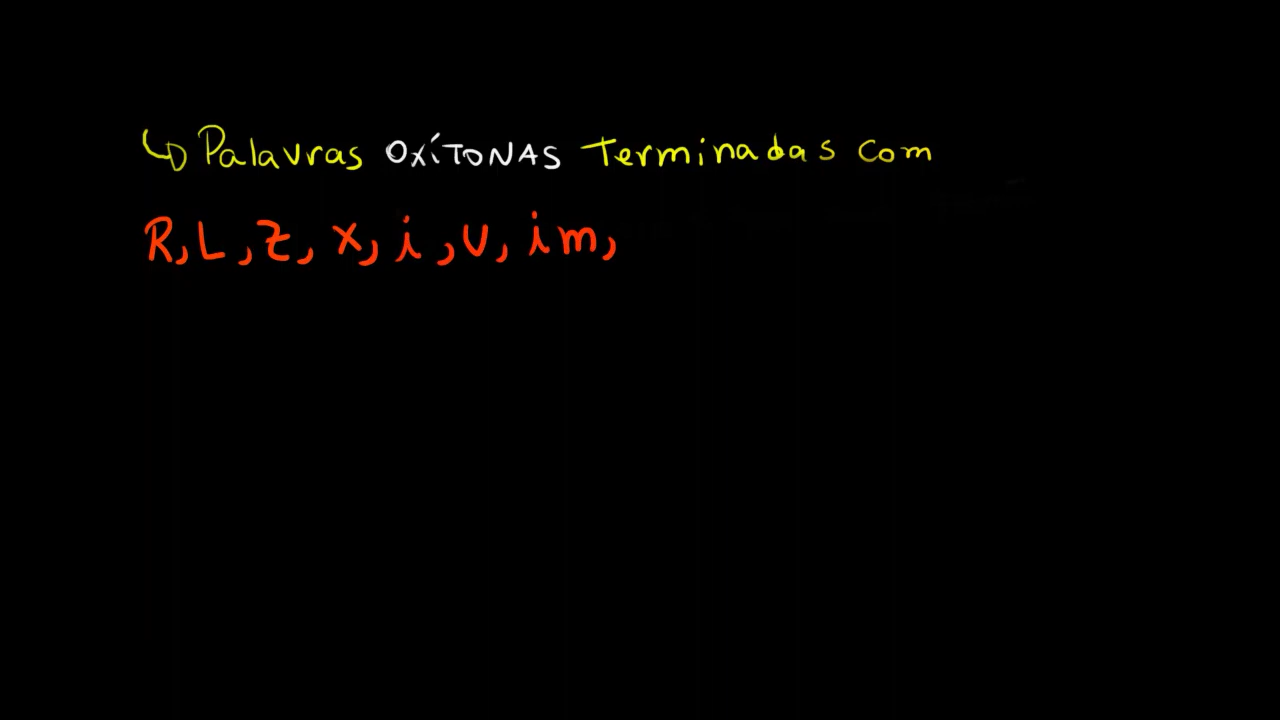 ↳ Palavras OXÍTONAS Terminadas com
R, L, Z, X, i, U, im,